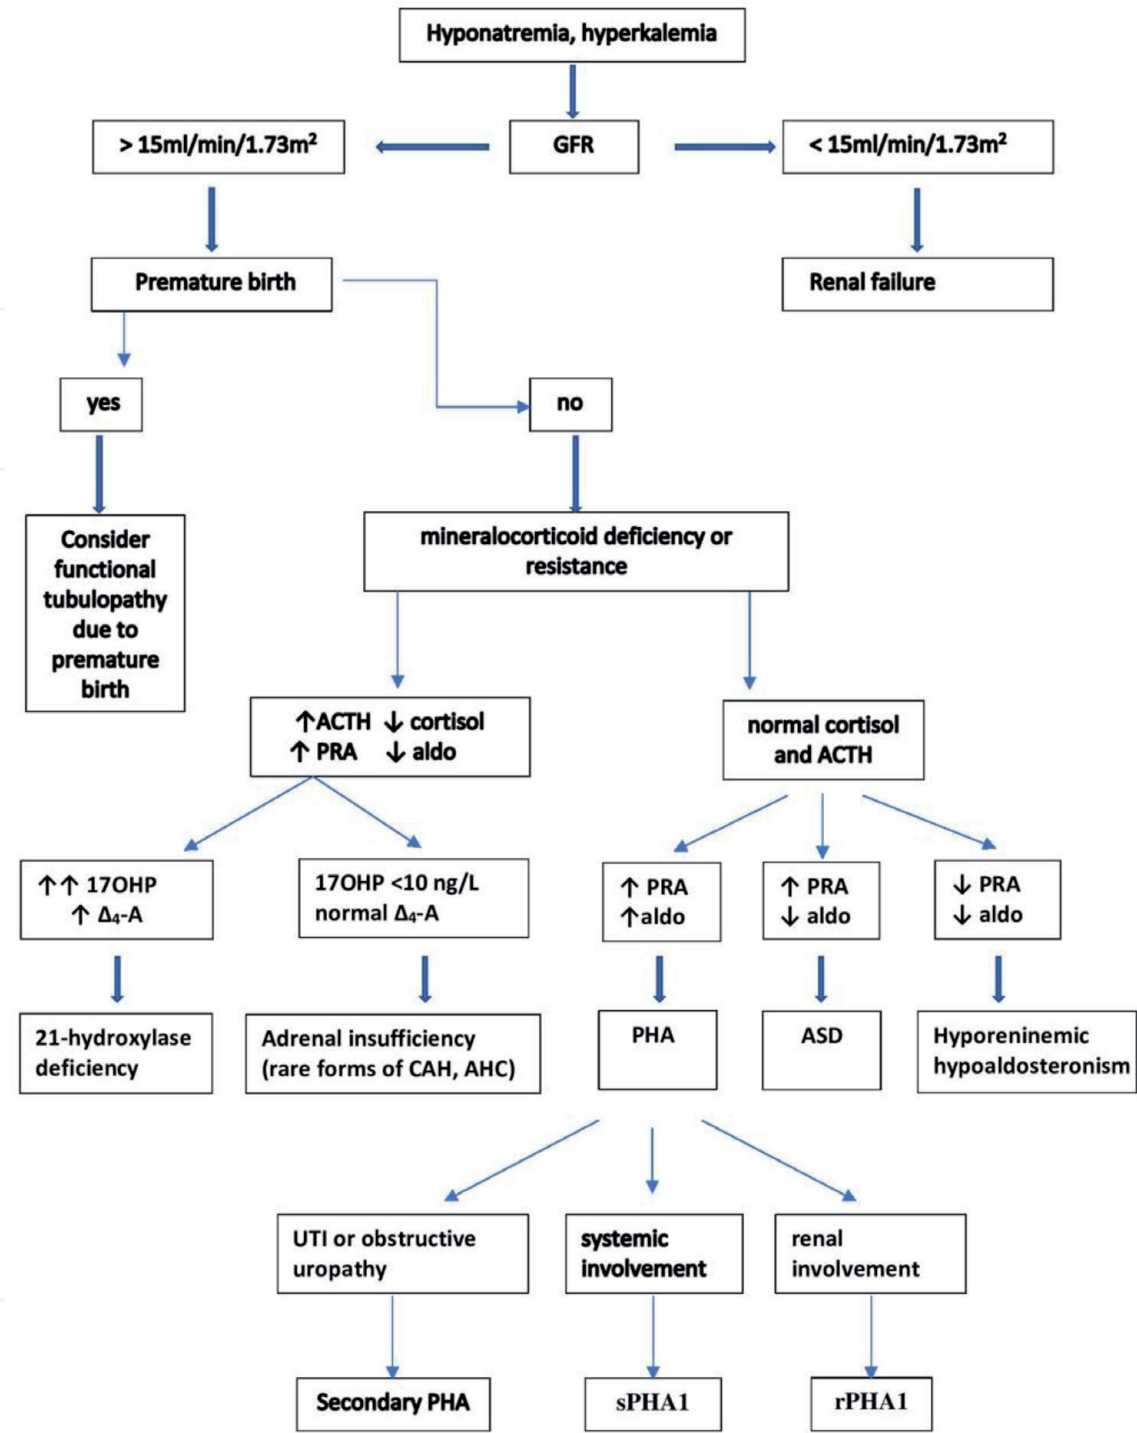 Hyponatremia, hyperkalemia
> 15ml/min/1.73m²
GFR
< 15ml/min/1.73m²
Premature birth
Renal failure
yes
no
Consider
functional
tubulopathy
due to
premature
birth
mineralocorticoid deficiency or
resistance
↑ACTH ↓ cortisol
↑ PRA ↓ aldo
normal cortisol
and ACTH
↑↑ 17OHP
↑ Δ₄-A
17OHP <10 ng/L
normal Δ₄-A
↑ PRA
↑aldo
↑ PRA
↓ aldo
↓ PRA
↓ aldo
21-hydroxylase
deficiency
Adrenal insufficiency
(rare forms of CAH, AHC)
PHA
ASD
Hyporeninemic
hypoaldosteronism
UTI or obstructive
uropathy
systemic
involvement
renal
involvement
Secondary PHA
sPHA1
rPHA1